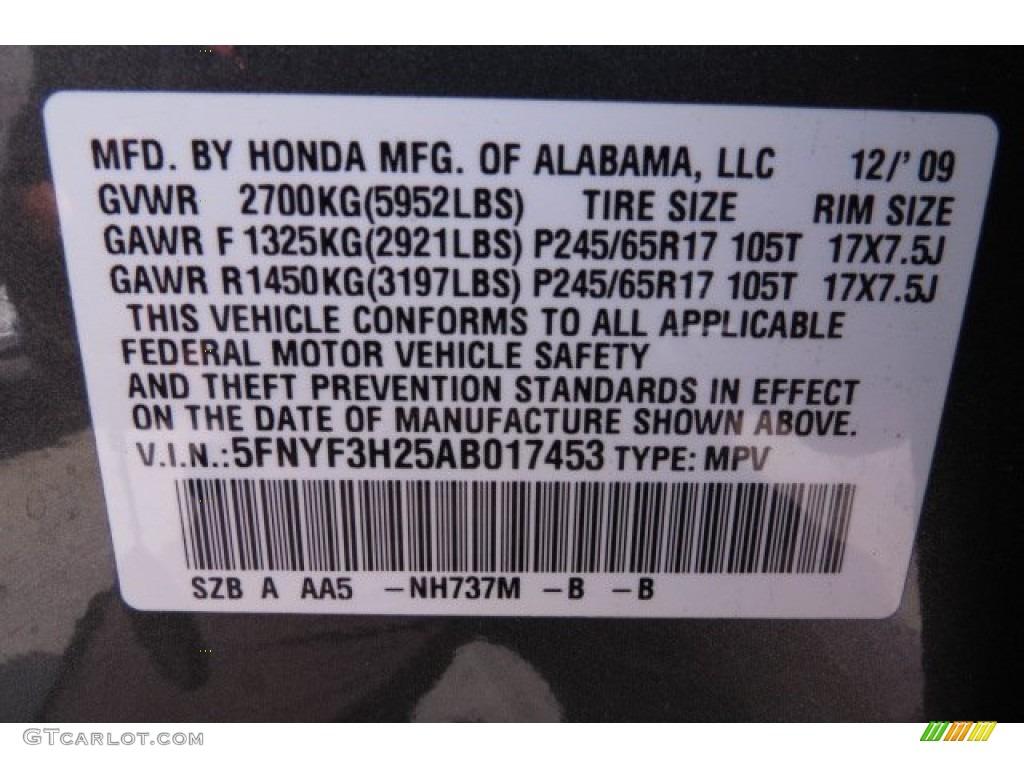 MFD. BY HONDA MFG. OF ALABAMA, LLC 12/' 09
GVWR 2700KG(5952LBS) TIRE SIZE RIM SIZE
GAWR F 1325KG(2921LBS) P245/65R17 105T 17X7.5J
GAWR R1450KG(3197LBS) P245/65R17 105T 17X7.5J
THIS VEHICLE CONFORMS TO ALL APPLICABLE
FEDERAL MOTOR VEHICLE SAFETY
AND THEFT PREVENTION STANDARDS IN EFFECT
ON THE DATE OF MANUFACTURE SHOWN ABOVE.
V.I.N.:5FNYF3H25AB017453 TYPE: MPV
SZB A AA5 -NH737M -B -B
GTCARLOT.COM